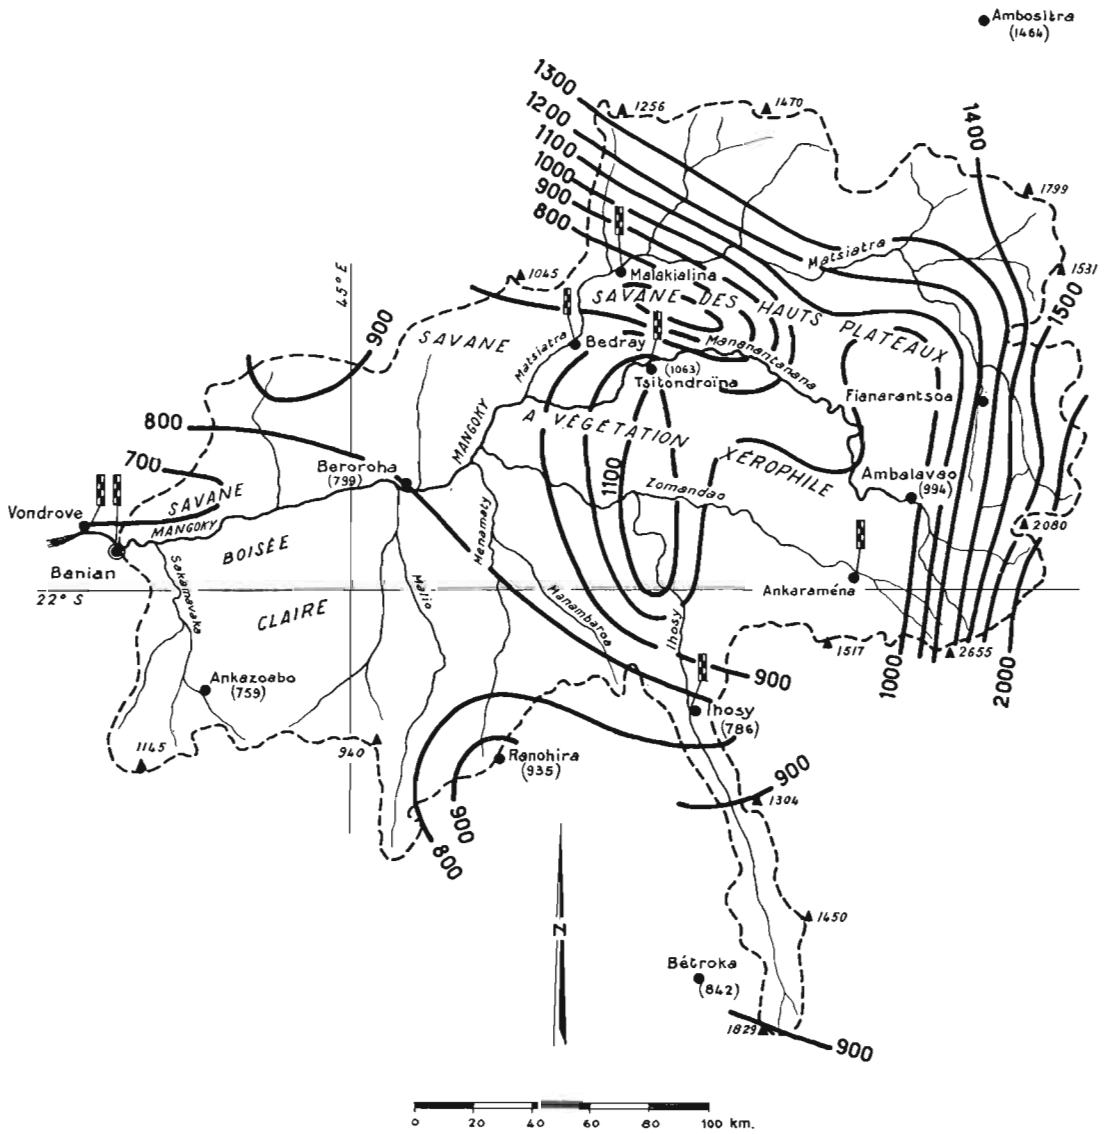 Ambositra
(1464)
1300
1200
1100
1000
900
800
1256
1470
1400
1799
1531
1500
Matsiatra
1045
45° E
Malakialina
SAVANE DES HAUTS PLATEAUX
900
SAVANE
Matsiatra
Bedray
Mananantanana
(1063)
Tsitondroïna
Fianarantsoa
800
MANGOKY
A VÉGÉTATION XÉROPHILE
700
Beroroha
(799)
1100
Zomandao
Ambalavao
(994)
SAVANE
Vondrove
MANGOKY
2080
BOISÉE
Menamaty
Banian
Sakamavaka
Malio
Manambaroa
Ankaraména
22° S
CLAIRE
Ihosy
1517
2655
1000
2000
900
Ankazoabo
(759)
Ihosy
(786)
1145
940
Ranohira
(935)
900
1304
900
800
1450
N
Bétroka
(842)
1829
900
0 20 40 60 80 100 km.